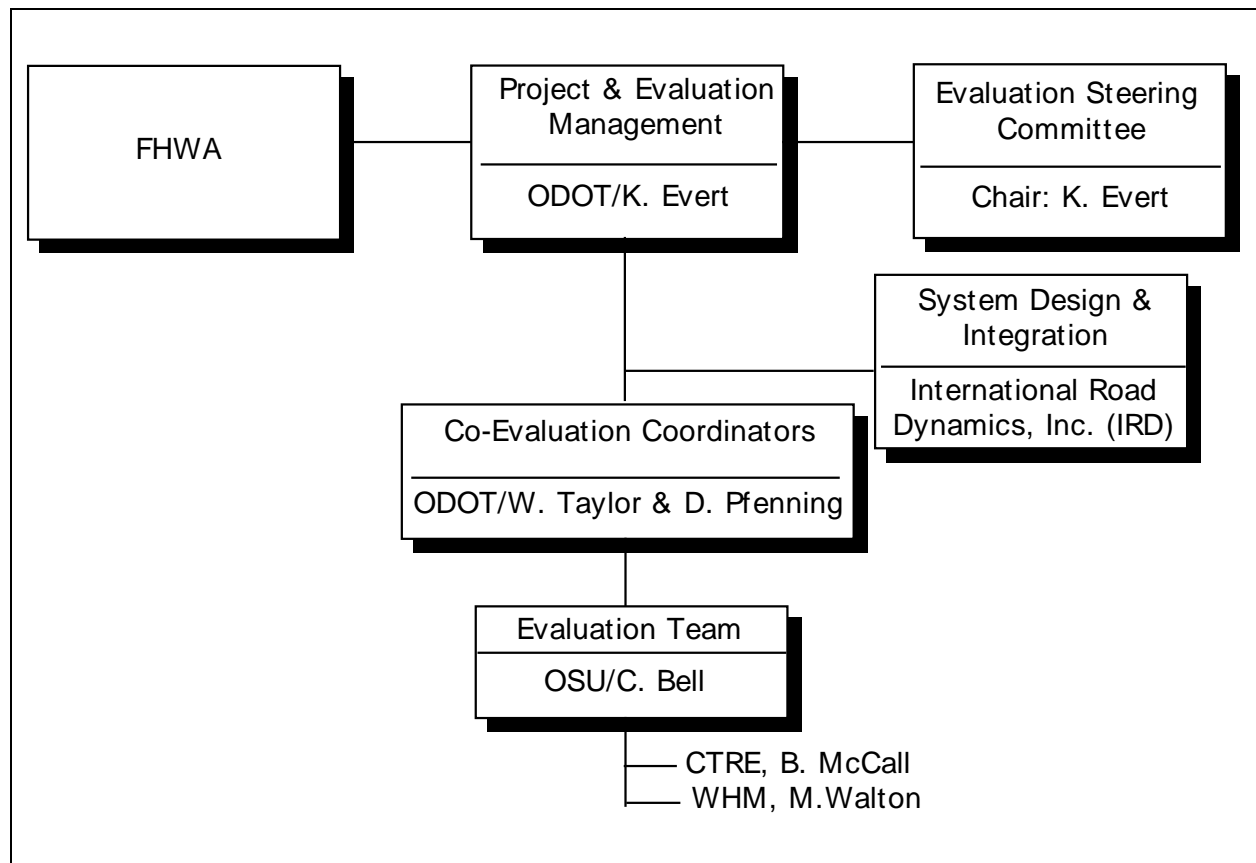 FHWA
Project & Evaluation
Management
ODOT/K. Evert
Evaluation Steering
Committee
Chair: K. Evert
System Design &
Integration
International Road
Dynamics, Inc. (IRD)
Co-Evaluation Coordinators
ODOT/W. Taylor & D. Pfenning
Evaluation Team
OSU/C. Bell
CTRE, B. McCall
WHM, M.Walton